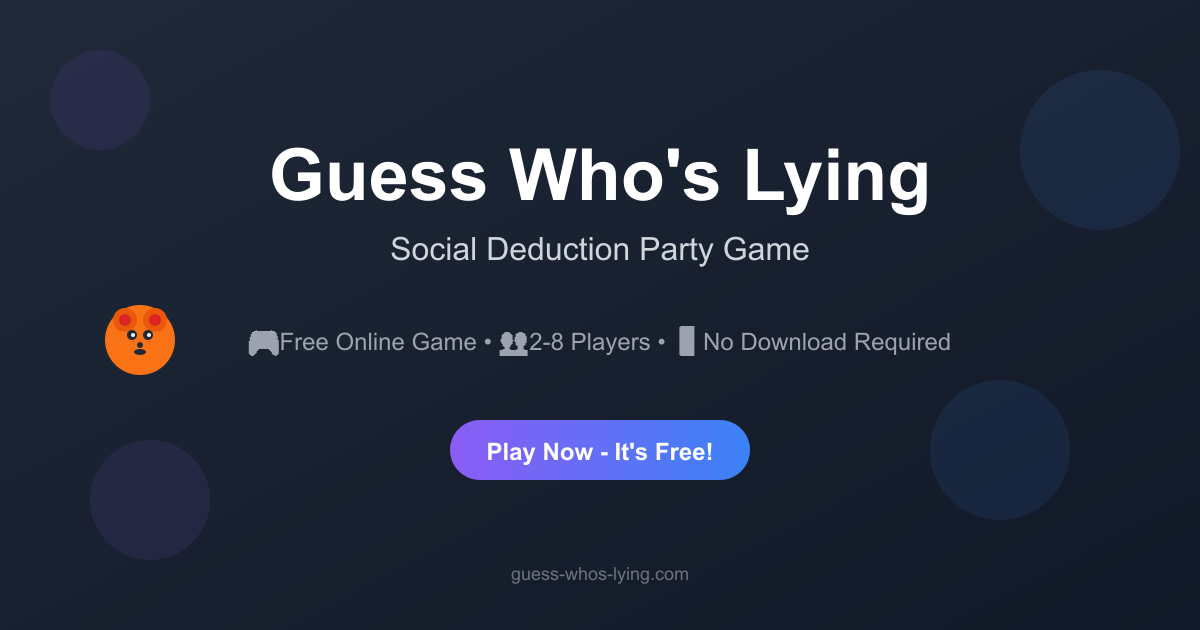 Guess Who's Lying
Social Deduction Party Game
🎮Free Online Game • 👥2-8 Players • 📱 No Download Required
Play Now - It's Free!
guess-whos-lying.com